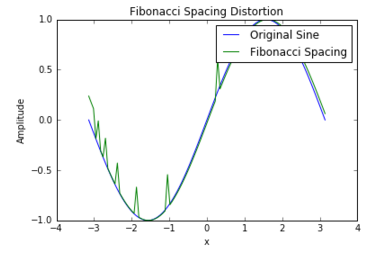 Fibonacci Spacing Distortion
1.0
Original Sine
Fibonacci Spacing
0.5
Amplitude
0.0
−0.5
−1.0
−4 −3 −2 −1 0 1 2 3 4
x